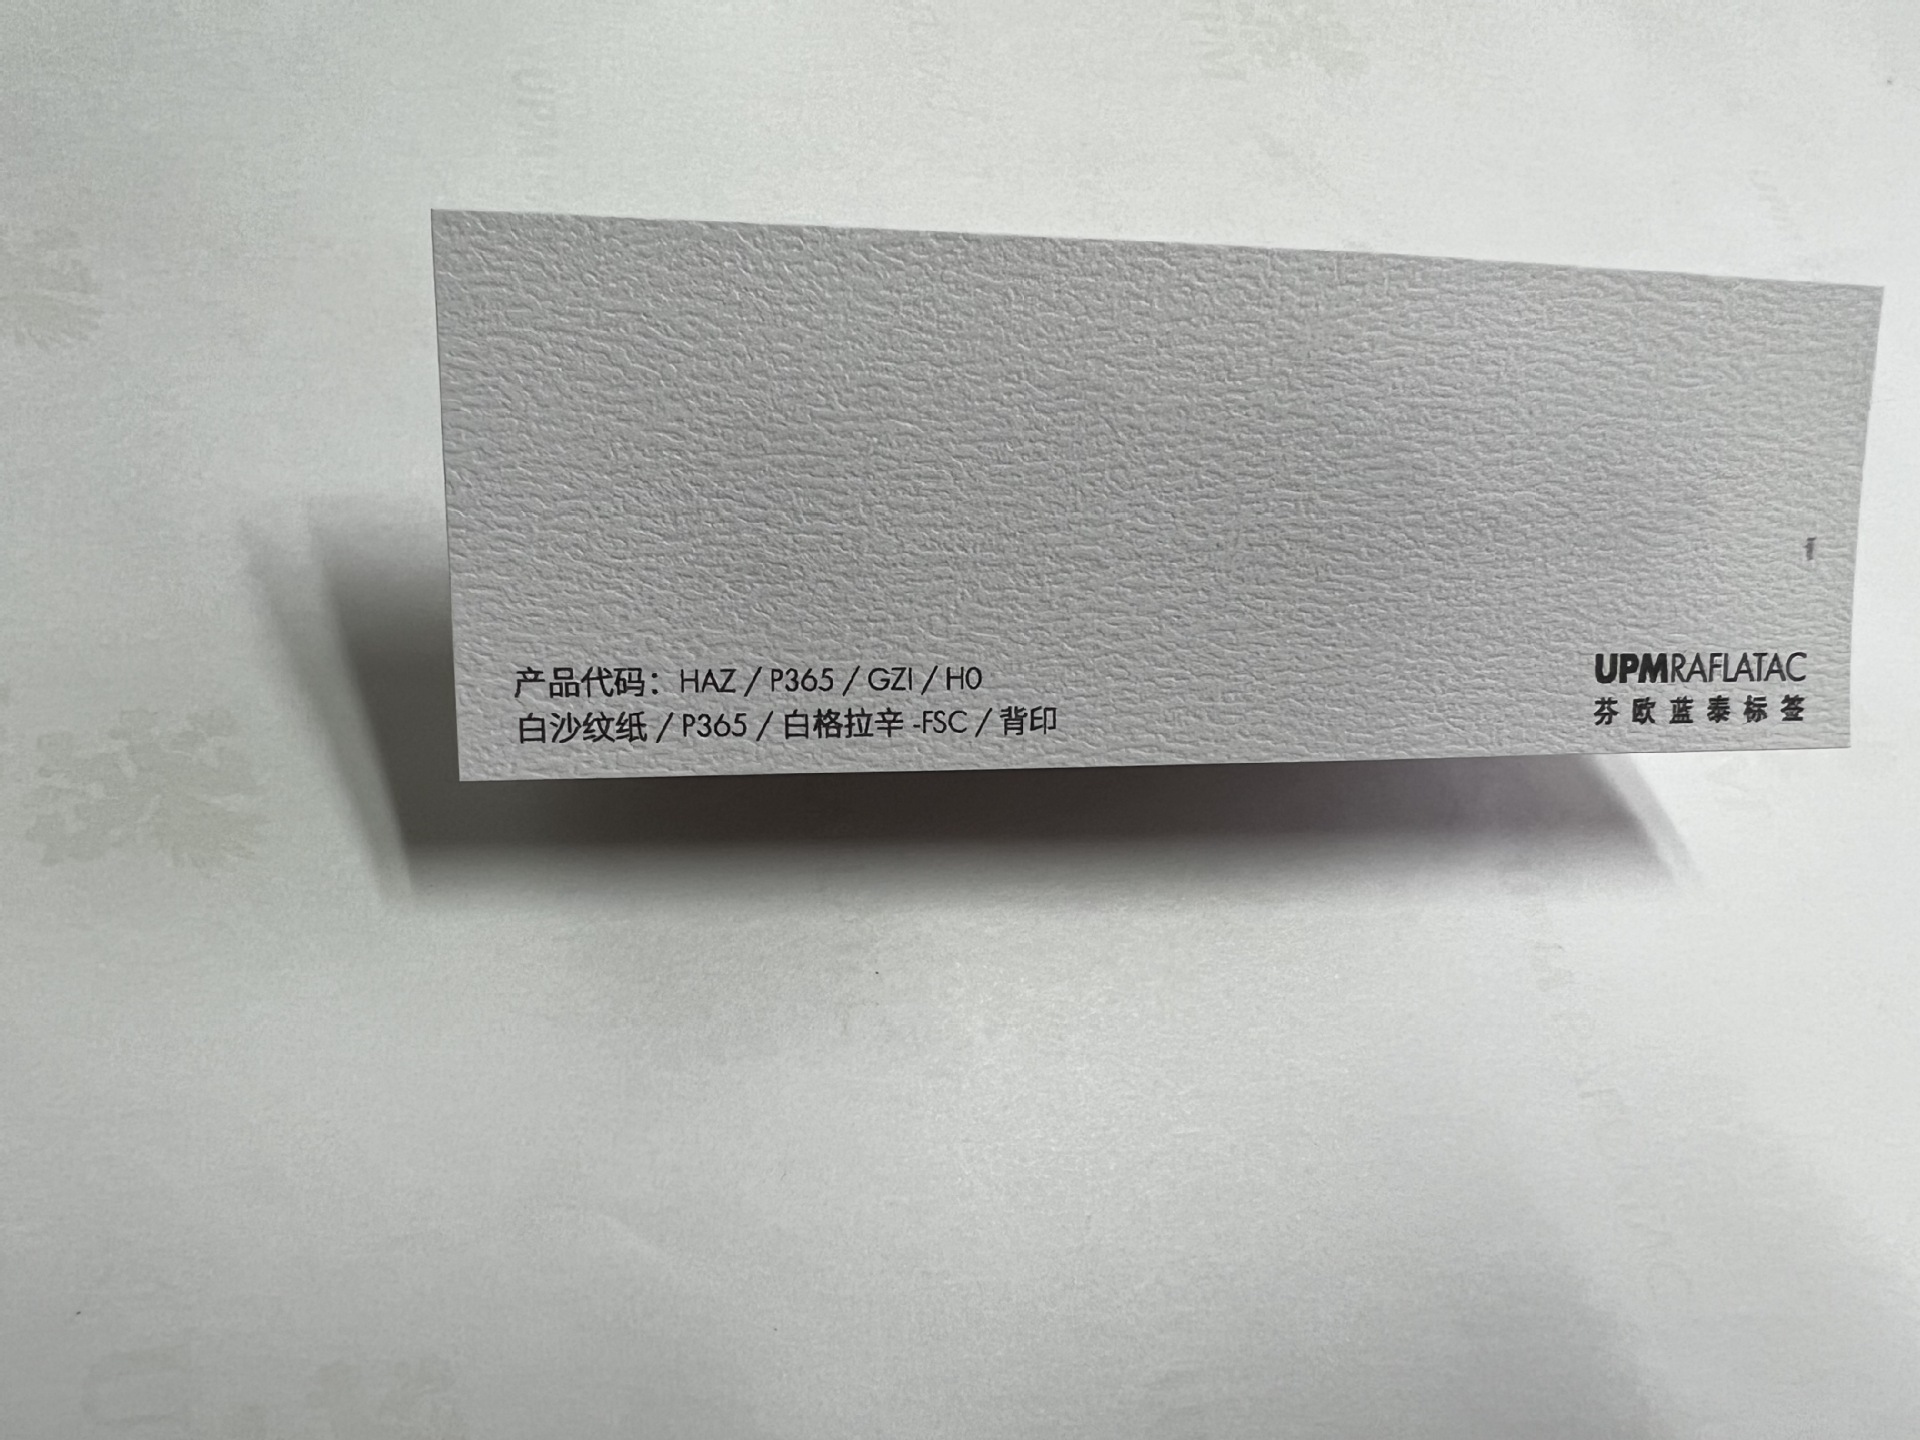 产品代码：HAZ / P365 / GZI / H0
白沙纹纸 / P365 / 白格拉辛 -FSC / 背印
UPMRAFLATAC
芬欧蓝泰标签